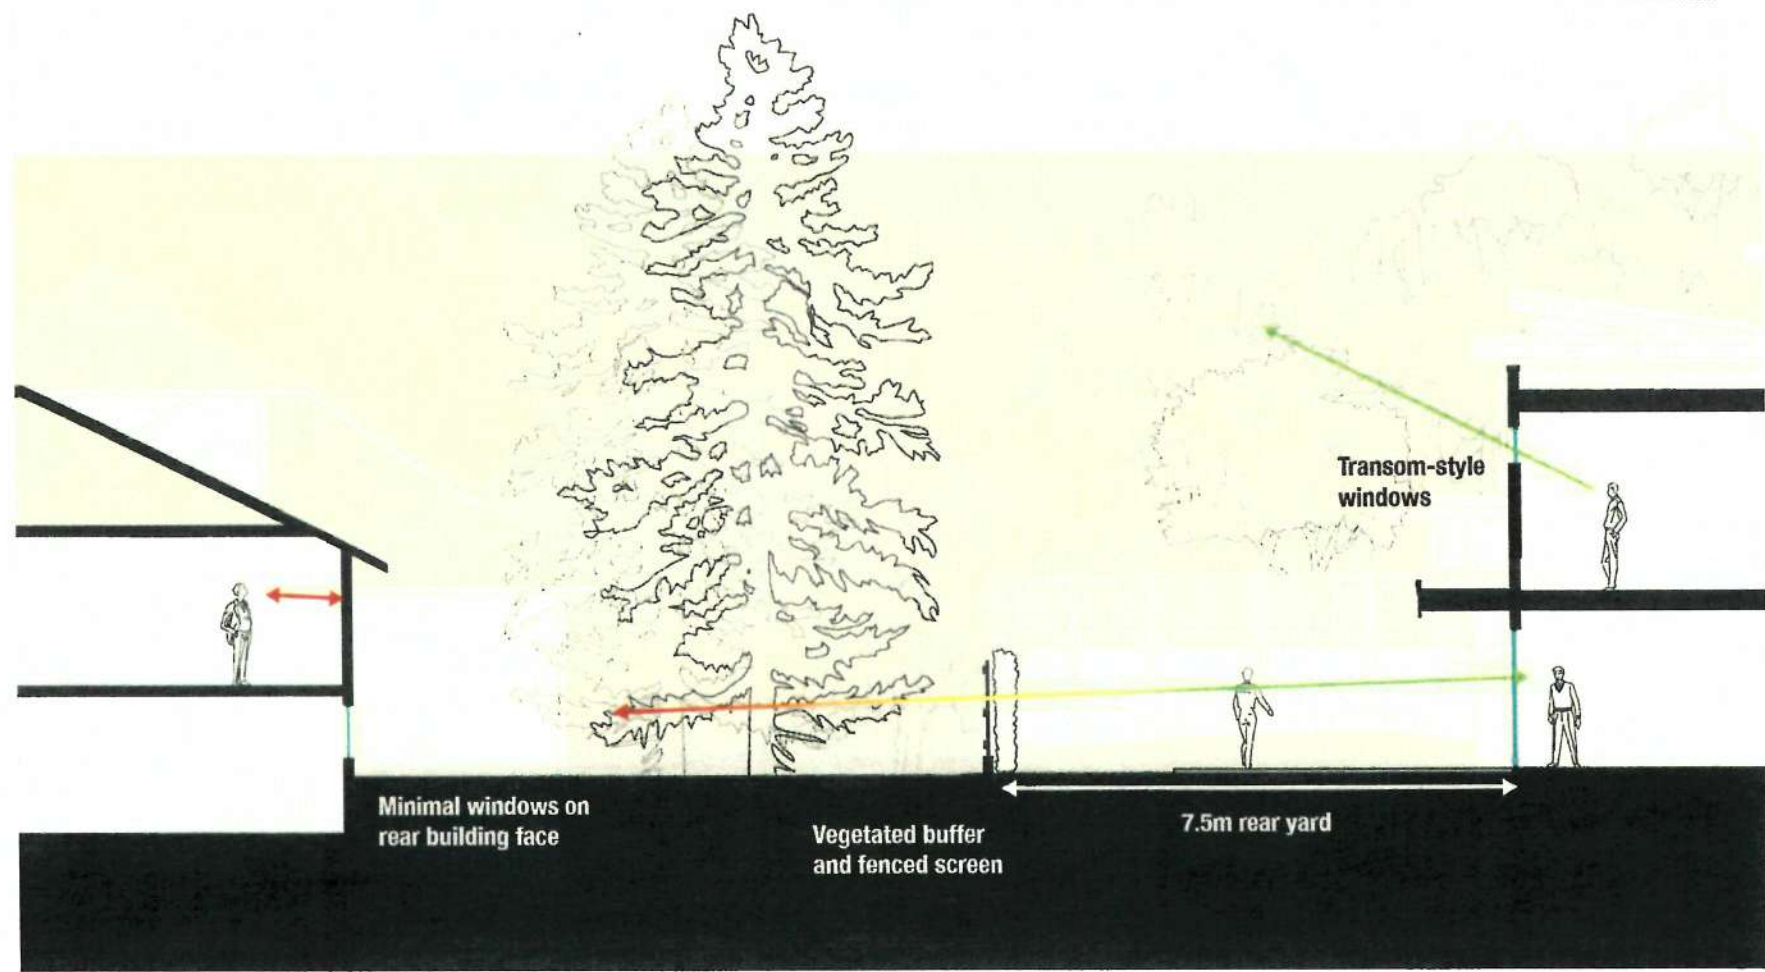 Transom-style
windows
Minimal windows on
rear building face
Vegetated buffer
and fenced screen
7.5m rear yard